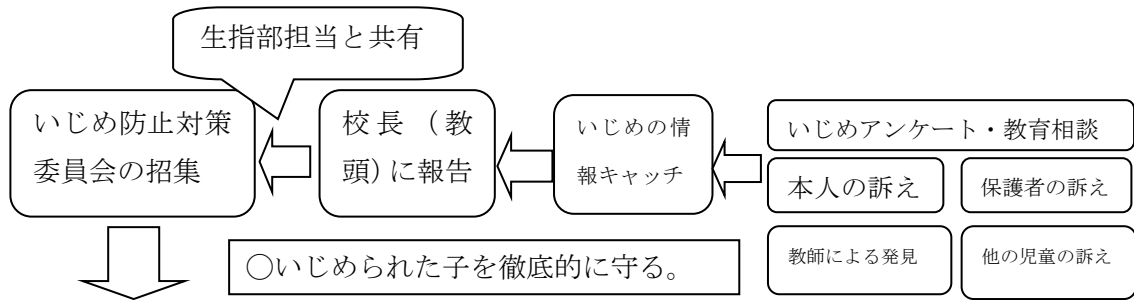 生指部担当と共有
いじめ防止対策
委員会の招集
校長（教
頭）に報告
いじめの情
報キャッチ
いじめアンケート・教育相談
本人の訴え
保護者の訴え
教師による発見
他の児童の訴え
〇いじめられた子を徹底的に守る。